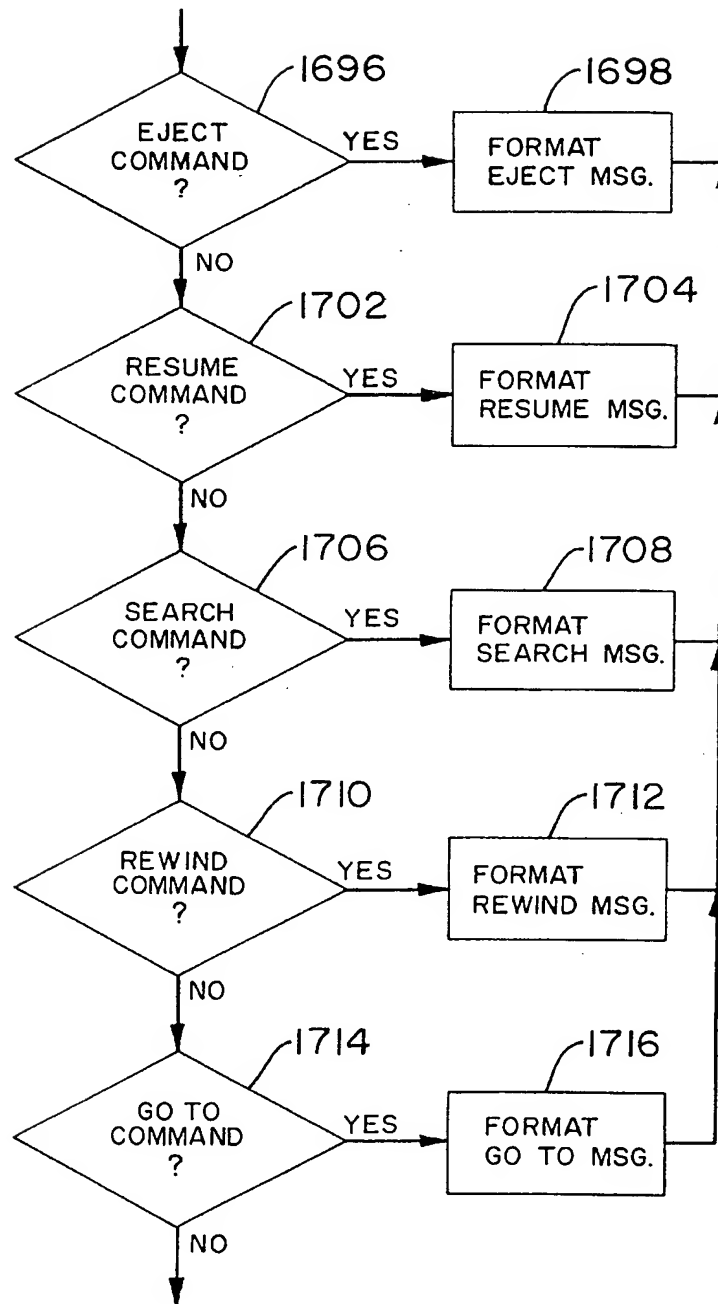 1696
1698
EJECT
COMMAND
?
YES
FORMAT
EJECT MSG.
NO
1702
1704
RESUME
COMMAND
?
YES
FORMAT
RESUME MSG.
NO
1706
1708
SEARCH
COMMAND
?
YES
FORMAT
SEARCH MSG.
NO
1710
1712
REWIND
COMMAND
?
YES
FORMAT
REWIND MSG.
NO
1714
1716
GO TO
COMMAND
?
YES
FORMAT
GO TO MSG.
NO